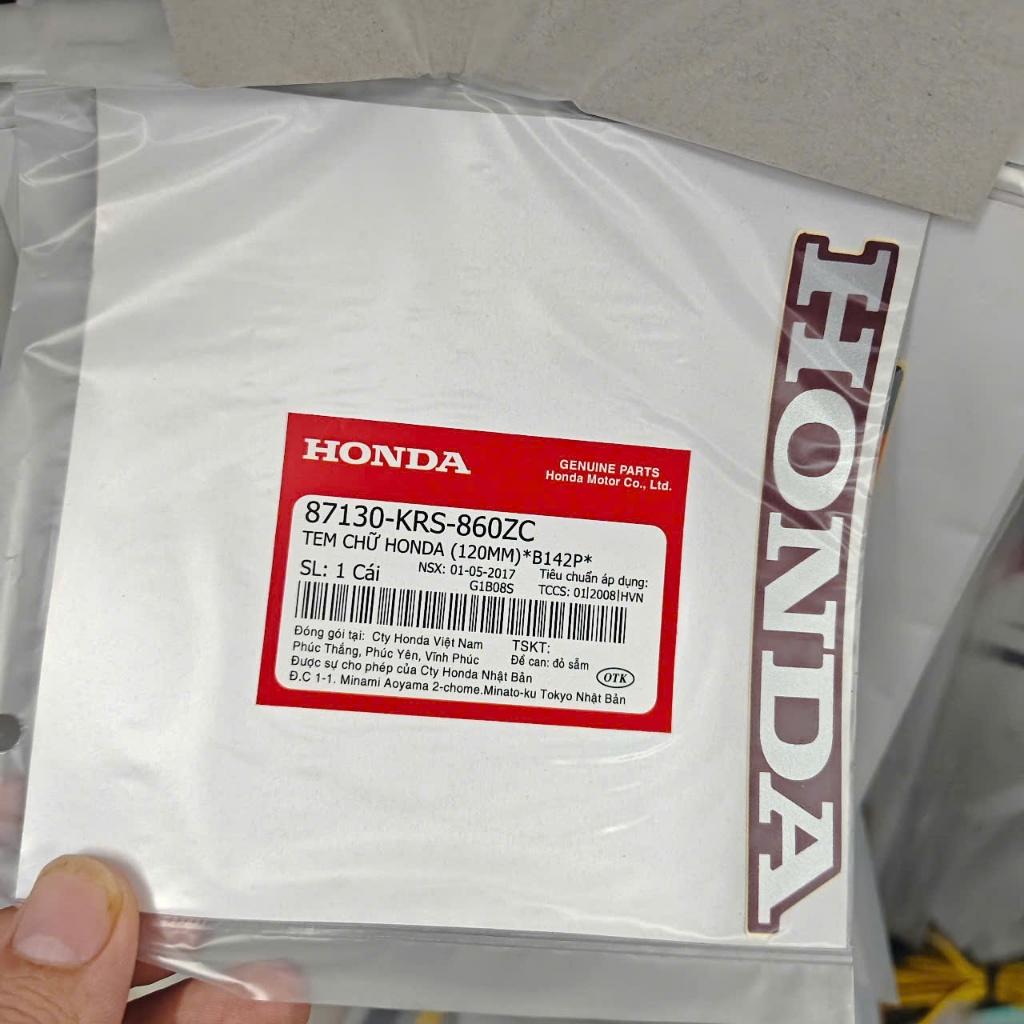 HONDA
GENUINE PARTS
Honda Motor Co., Ltd.
87130-KRS-860ZC
TEM CHỮ HONDA (120MM)*B142P*
SL: 1 Cái
NSX: 01-05-2017
G1B08S
Tiêu chuẩn áp dụng:
TCCS: 01|2008|HVN
Đóng gói tại: Cty Honda Việt Nam
Phúc Thắng, Phúc Yên, Vĩnh Phúc
Được sự cho phép của Cty Honda Nhật Bản
Đ.C 1-1. Minami Aoyama 2-chome.Minato-ku Tokyo Nhật Bản
TSKT:
Đề can: đỏ sẫm
OTK
HONDA